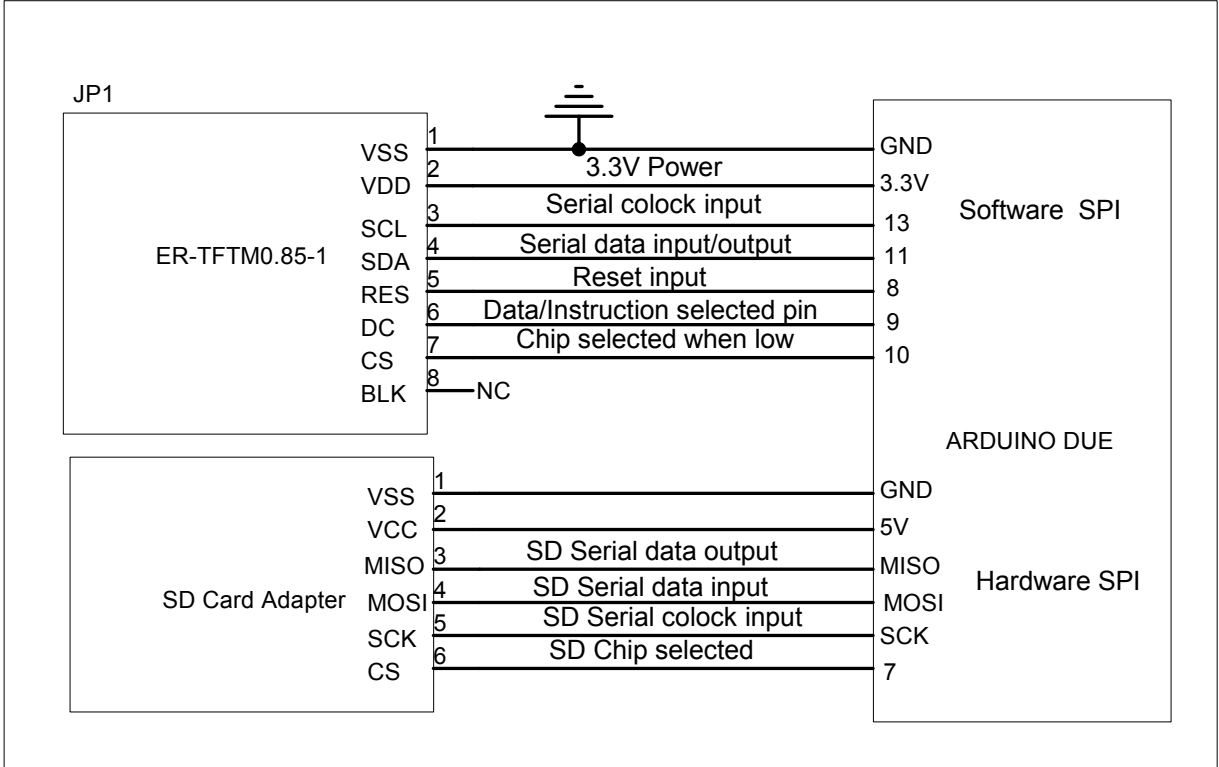 JP1
ER-TFTM0.85-1
VSS 1 GND
VDD 2 3.3V Power 3.3V
SCL 3 Serial colock input 13
SDA 4 Serial data input/output 11
RES 5 Reset input 8
DC 6 Data/Instruction selected pin 9
CS 7 Chip selected when low 10
BLK 8 NC
Software SPI
ARDUINO DUE
SD Card Adapter
VSS 1 GND
VCC 2 5V
MISO 3 SD Serial data output MISO
MOSI 4 SD Serial data input MOSI
SCK 5 SD Serial colock input SCK
CS 6 SD Chip selected 7
Hardware SPI